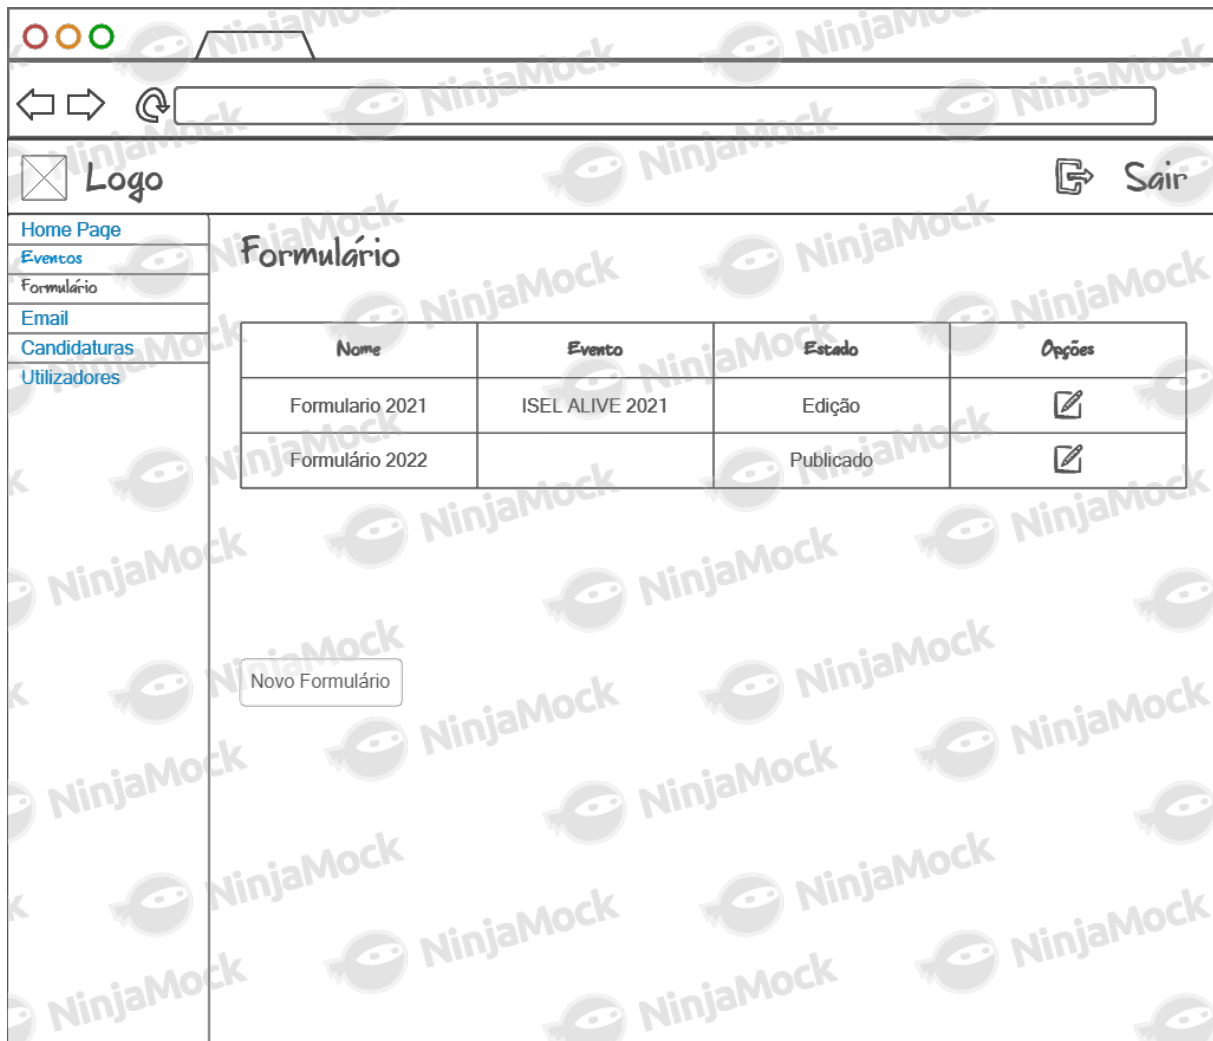 Logo
Sair
Home Page
Eventos
Formulário
Email
Candidaturas
Utilizadores
Formulário
Nome Evento Estado Opções
Formulario 2021 ISEL ALIVE 2021 Edição
Formulário 2022 Publicado
Novo Formulário
NinjaMock